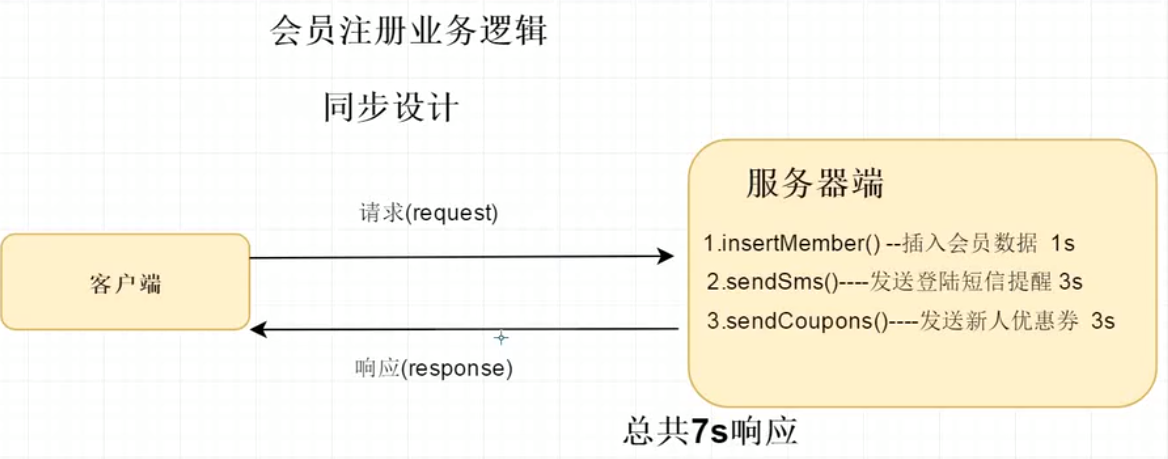 会员注册业务逻辑
同步设计
服务器端
请求(request)
1.insertMember() --插入会员数据 1s
客户端
2.sendSms()----发送登陆短信提醒 3s
3.sendCoupons()----发送新人优惠券 3s
响应(response)
总共7s响应